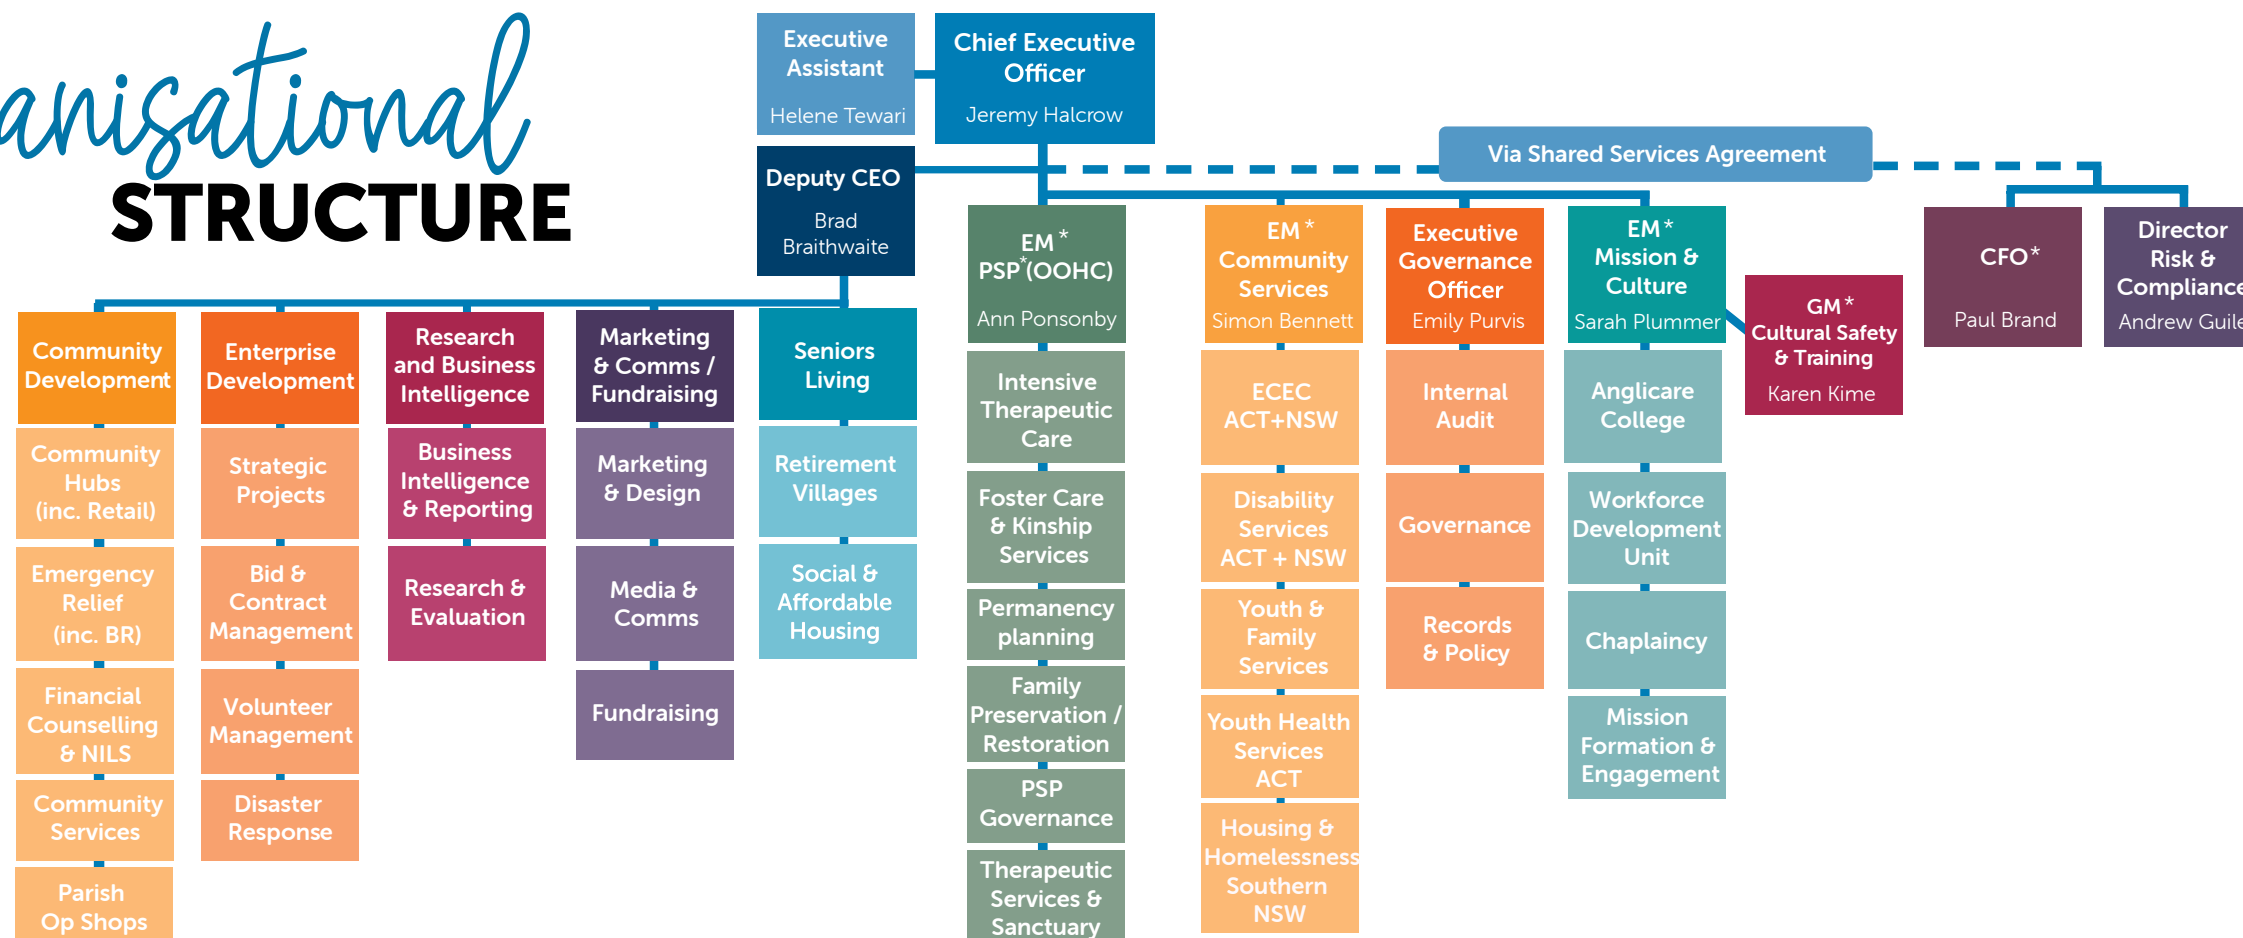 anisational
STRUCTURE
Executive
Assistant
Helene Tewari
Chief Executive
Officer
Jeremy Halcrow
Deputy CEO
Brad
Braithwaite
Via Shared Services Agreement
Community
Development
Community
Hubs
(inc. Retail)
Emergency
Relief
(inc. BR)
Financial
Counselling
& NILS
Community
Services
Parish
Op Shops
Enterprise
Development
Strategic
Projects
Bid &
Contract
Management
Volunteer
Management
Disaster
Response
Research
and Business
Intelligence
Business
Intelligence
& Reporting
Research &
Evaluation
Marketing
& Comms /
Fundraising
Marketing
& Design
Media &
Comms
Fundraising
Seniors
Living
Retirement
Villages
Social &
Affordable
Housing
EM*
PSP*(OOHC)
Ann Ponsonby
Intensive
Therapeutic
Care
Foster Care
& Kinship
Services
Permanency
planning
Family
Preservation /
Restoration
PSP
Governance
Therapeutic
Services &
Sanctuary
EM*
Community
Services
Simon Bennett
ECEC
ACT+NSW
Disability
Services
ACT + NSW
Youth &
Family
Services
Youth Health
Services
ACT
Housing &
Homelessness
Southern
NSW
Executive
Governance
Officer
Emily Purvis
Internal
Audit
Governance
Records
& Policy
EM*
Mission &
Culture
Sarah Plummer
Anglicare
College
Workforce
Development
Unit
Chaplaincy
Mission
Formation &
Engagement
GM*
Cultural Safety
& Training
Karen Kime
CFO*
Paul Brand
Director
Risk &
Compliance
Andrew Guile